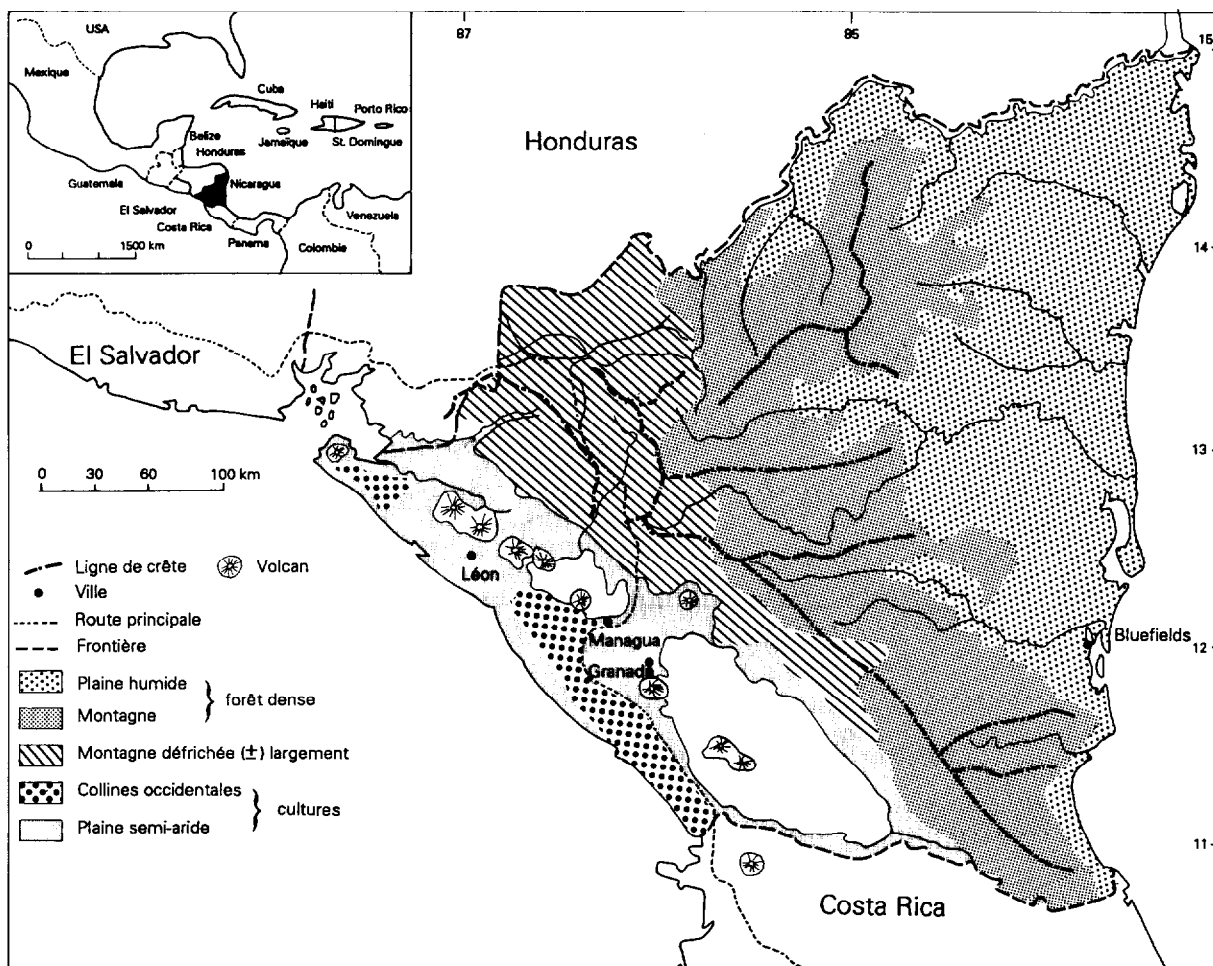 USA
Mexique
Cuba
Haïti
Porto Rico
Belize
Jamaïque
St. Domingue
Honduras
Guatemala
Nicaragua
El Salvador
Venezuela
Costa Rica
Panama
Colombie
0 1500 km
87
85
15
14
13
12
11
Honduras
El Salvador
0 30 60 100 km
Léon
Managua
Granada
Bluefields
Costa Rica
Ligne de crête
Volcan
Ville
Route principale
Frontière
Plaine humide
forêt dense
Montagne
Montagne défrichée (±) largement
Collines occidentales
cultures
Plaine semi-aride